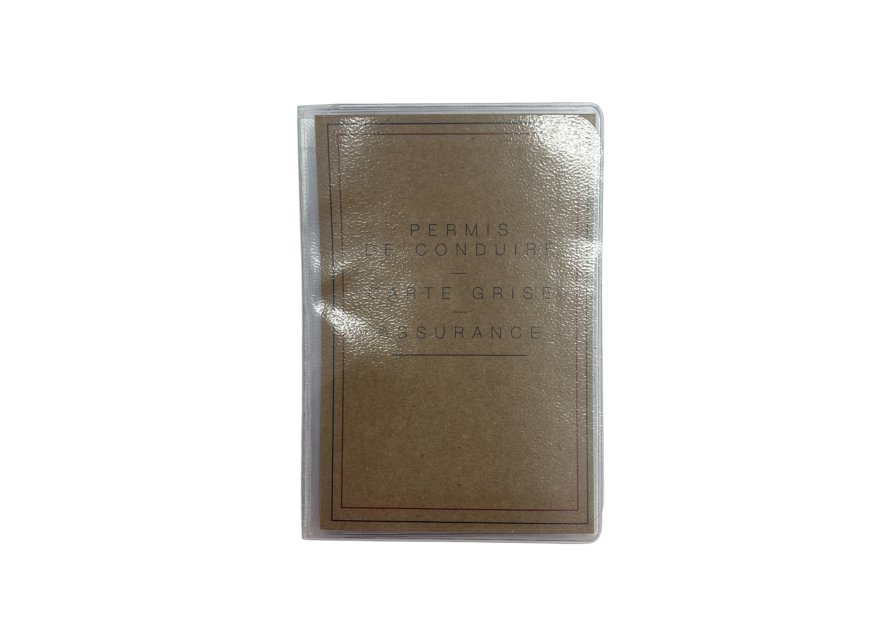 PERMIS
DE CONDUIRE
—
CARTE GRISE
—
ASSURANCE